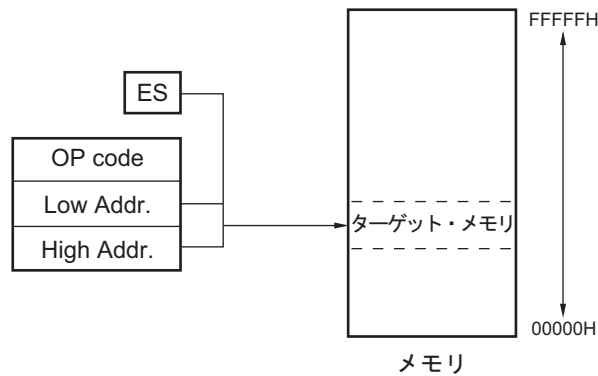 FFFFFH
ES
OP code
Low Addr.
High Addr.
ターゲット・メモリ
00000H
メモリ